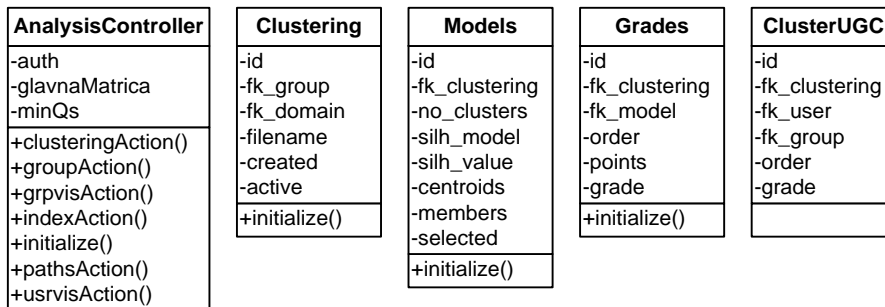 AnalysisController
-auth
-glavnaMatrica
-minQs
+clusteringAction()
+groupAction()
+grpvisAction()
+indexAction()
+initialize()
+pathsAction()
+usrvisAction()
Clustering
-id
-fk_group
-fk_domain
-filename
-created
-active
+initialize()
Models
-id
-fk_clustering
-no_clusters
-silh_model
-silh_value
-centroids
-members
-selected
+initialize()
Grades
-id
-fk_clustering
-fk_model
-order
-points
-grade
+initialize()
ClusterUGC
-id
-fk_clustering
-fk_user
-fk_group
-order
-grade